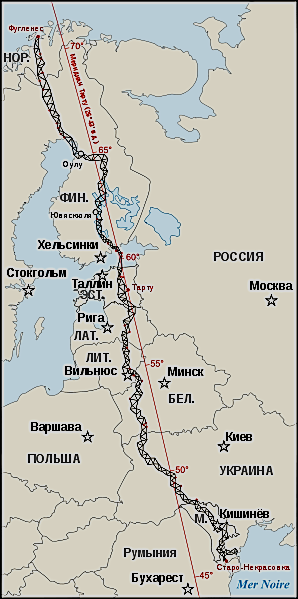 Фугленес
НОР.
70°
Меридиан Тарту (26°43' в.д.)
65°
Оулу
ФИН.
Ювяскюля
Хельсинки
60°
РОССИЯ
Стокгольм
Таллин
ЭСТ.
Тарту
Москва
Рига
ЛАТ.
ЛИТ.
55°
Вильнюс
Минск
БЕЛ.
Варшава
Киев
ПОЛЬША
50°
УКРАИНА
Кишинёв
М.
Румыния
Старо-Некрасовка
45°
Бухарест
Mer Noire